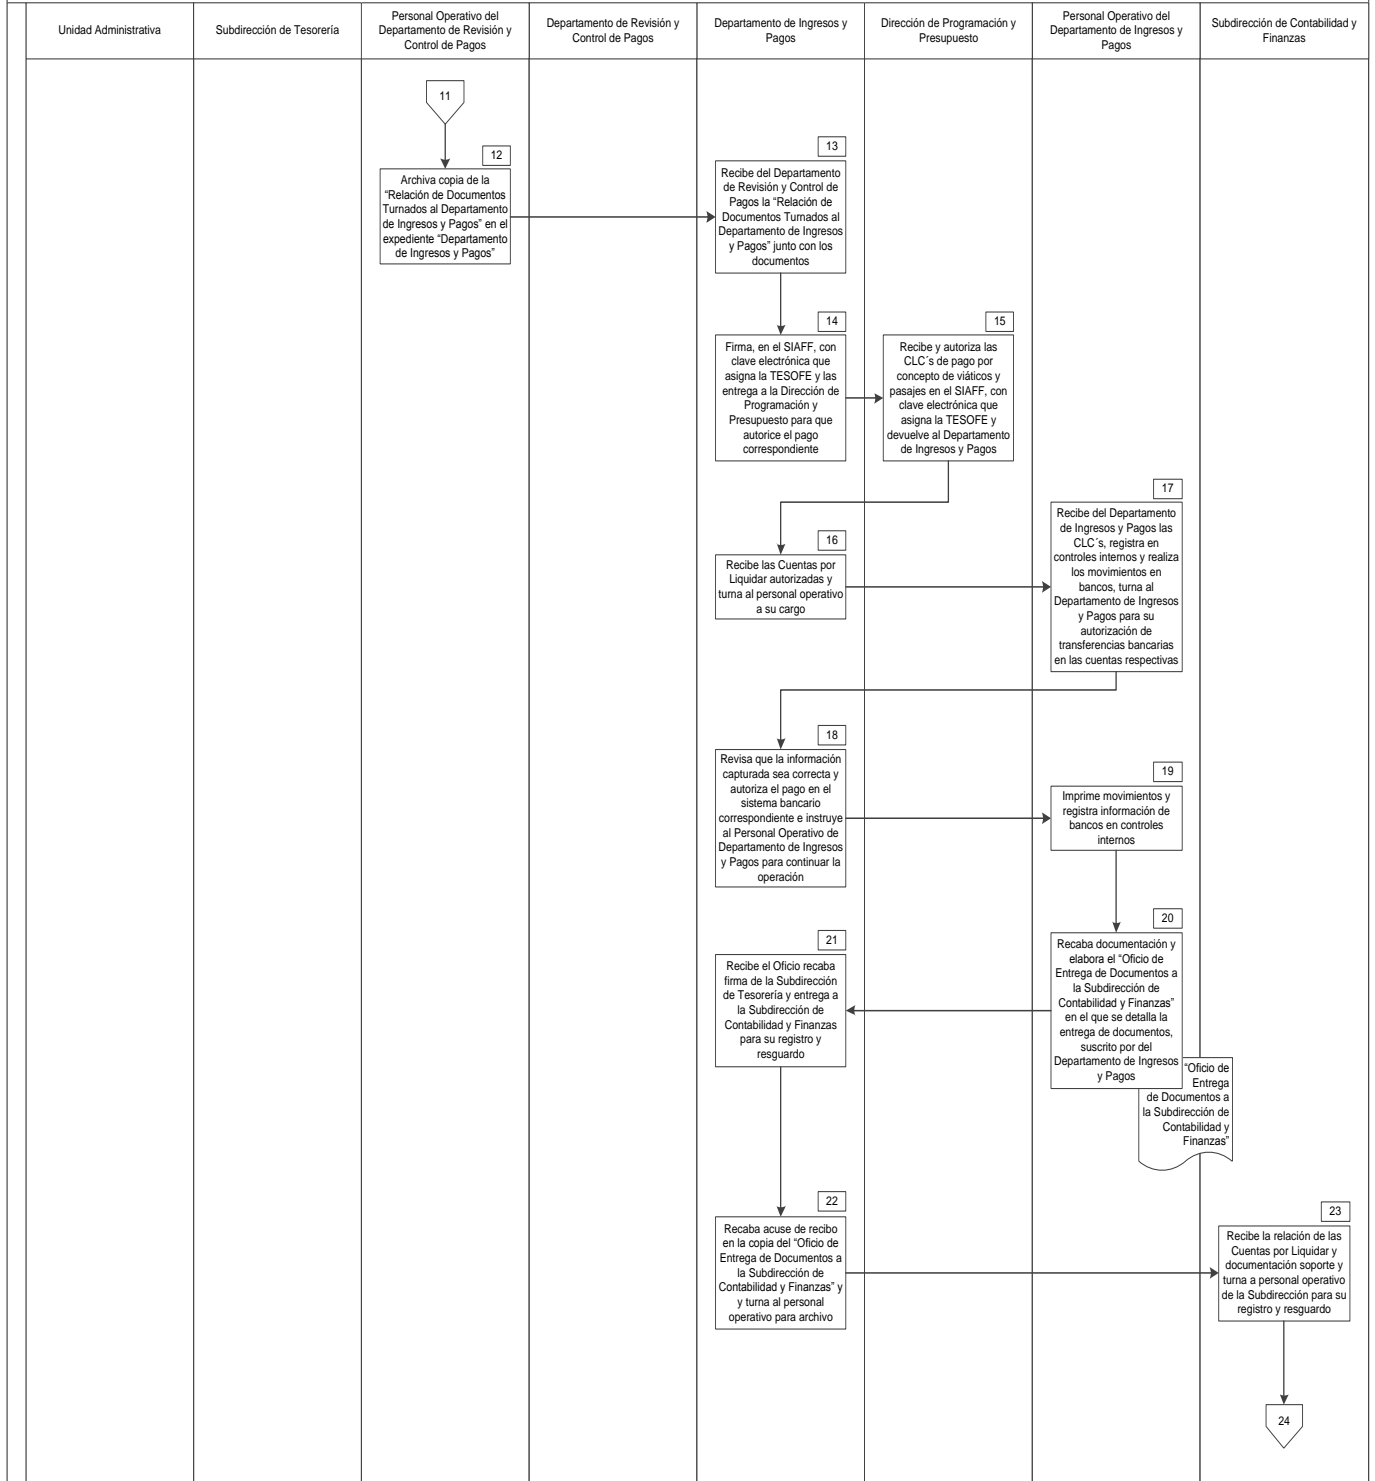 Unidad Administrativa
Subdirección de Tesorería
Personal Operativo del
Departamento de Revisión y
Control de Pagos
Departamento de Revisión y
Control de Pagos
Departamento de Ingresos y
Pagos
Dirección de Programación y
Presupuesto
Personal Operativo del
Departamento de Ingresos y
Pagos
Subdirección de Contabilidad y
Finanzas
11
12
Archiva copia de la
“Relación de Documentos
Turnados al Departamento
de Ingresos y Pagos” en el
expediente “Departamento
de Ingresos y Pagos”
13
Recibe del Departamento
de Revisión y Control de
Pagos la “Relación de
Documentos Turnados al
Departamento de Ingresos
y Pagos” junto con los
documentos
14
Firma, en el SIAFF, con
clave electrónica que
asigna la TESOFE y las
entrega a la Dirección de
Programación y
Presupuesto para que
autorice el pago
correspondiente
15
Recibe y autoriza las
CLC´s de pago por
concepto de viáticos y
pasajes en el SIAFF, con
clave electrónica que
asigna la TESOFE y
devuelve al Departamento
de Ingresos y Pagos
16
Recibe las Cuentas por
Liquidar autorizadas y
turna al personal operativo
a su cargo
17
Recibe del Departamento
de Ingresos y Pagos las
CLC´s, registra en
controles internos y realiza
los movimientos en
bancos, turna al
Departamento de Ingresos
y Pagos para su
autorización de
transferencias bancarias
en las cuentas respectivas
18
Revisa que la información
capturada sea correcta y
autoriza el pago en el
sistema bancario
correspondiente e instruye
al Personal Operativo de
Departamento de Ingresos
y Pagos para continuar la
operación
19
Imprime movimientos y
registra información de
bancos en controles
internos
20
Recaba documentación y
elabora el “Oficio de
Entrega de Documentos a
la Subdirección de
Contabilidad y Finanzas”
en el que se detalla la
entrega de documentos,
suscrito por del
Departamento de Ingresos
y Pagos
“Oficio de
Entrega
de Documentos a
la Subdirección de
Contabilidad y
Finanzas”
21
Recibe el Oficio recaba
firma de la Subdirección
de Tesorería y entrega a
la Subdirección de
Contabilidad y Finanzas
para su registro y
resguardo
22
Recaba acuse de recibo
en la copia del “Oficio de
Entrega de Documentos a
la Subdirección de
Contabilidad y Finanzas” y
y turna al personal
operativo para archivo
23
Recibe la relación de las
Cuentas por Liquidar y
documentación soporte y
turna a personal operativo
de la Subdirección para su
registro y resguardo
24